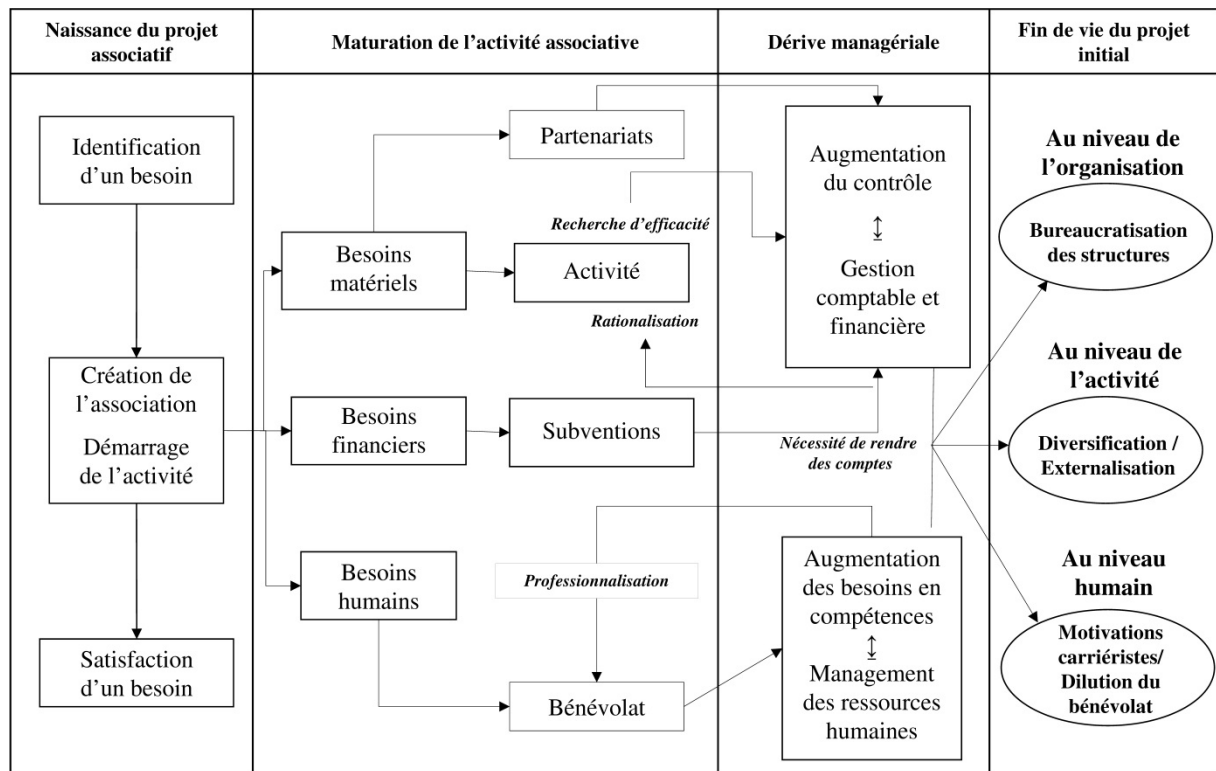 Naissance du projet
associatif
Maturation de l'activité associative
Dérive managériale
Fin de vie du projet
initial
Identification
d'un besoin
Création de
l'association
Démarrage
de l'activité
Satisfaction
d'un besoin
Partenariats
Recherche d'efficacité
Besoins
matériels
Activité
Rationalisation
Besoins
financiers
Subventions
Besoins
humains
Professionnalisation
Bénévolat
Augmentation
du contrôle
Gestion
comptable et
financière
Nécessité de rendre
des comptes
Augmentation
des besoins en
compétences
Management
des ressources
humaines
Au niveau de
l'organisation
Bureaucratisation
des structures
Au niveau de
l'activité
Diversification /
Externalisation
Au niveau
humain
Motivations
carriéristes/
Dilution du
bénévolat